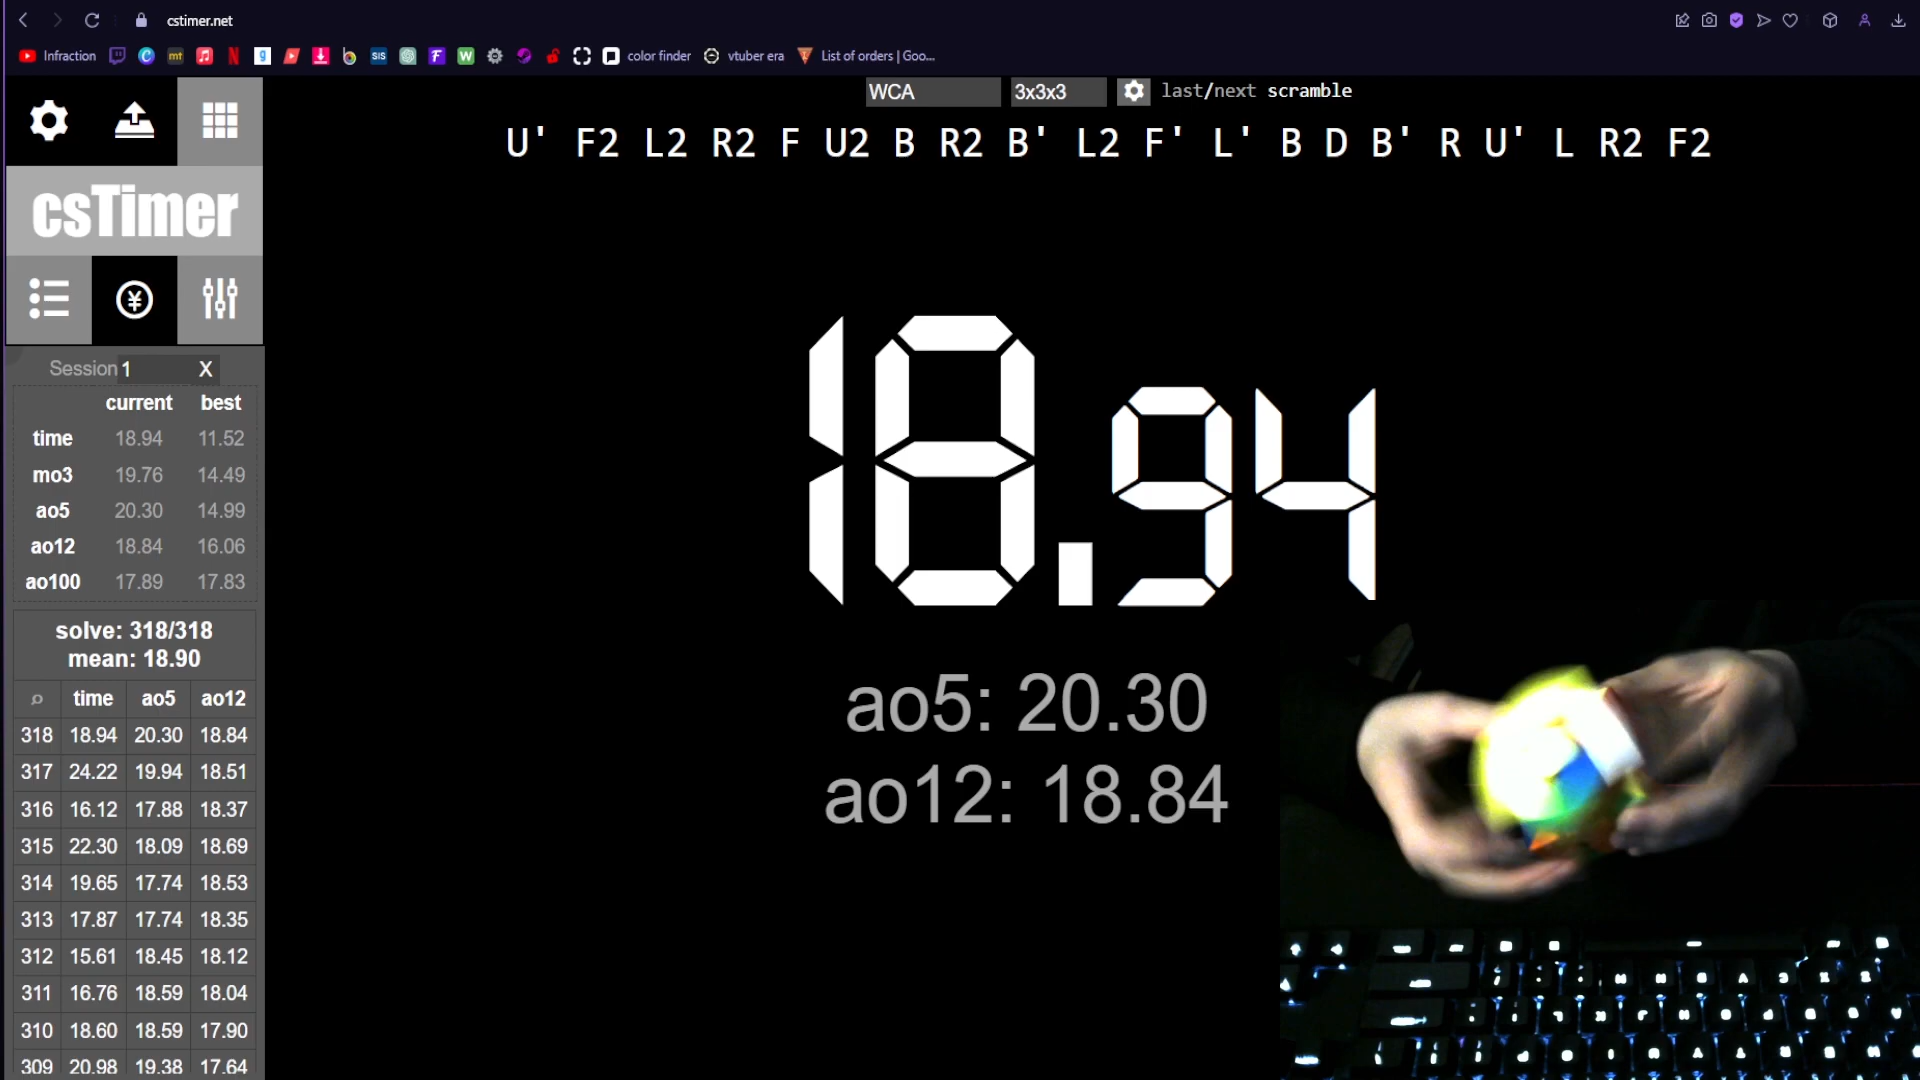 cstimer.net
Infraction
mt
g
SiS
F
W
color finder
vtuber era
List of orders | Goo...
WCA
3x3x3
last/next scramble
U' F2 L2 R2 F U2 B R2 B' L2 F' L' B D B' R U' L R2 F2
csTimer
Session 1 X
current best
time 18.94 11.52
mo3 19.76 14.49
ao5 20.30 14.99
ao12 18.84 16.06
ao100 17.89 17.83
solve: 318/318
mean: 18.90
time ao5 ao12
318 18.94 20.30 18.84
317 24.22 19.94 18.51
316 16.12 17.88 18.37
315 22.30 18.09 18.69
314 19.65 17.74 18.53
313 17.87 17.74 18.35
312 15.61 18.45 18.12
311 16.76 18.59 18.04
310 18.60 18.59 17.90
309 20.98 19.38 17.64
18.94
ao5: 20.30
ao12: 18.84